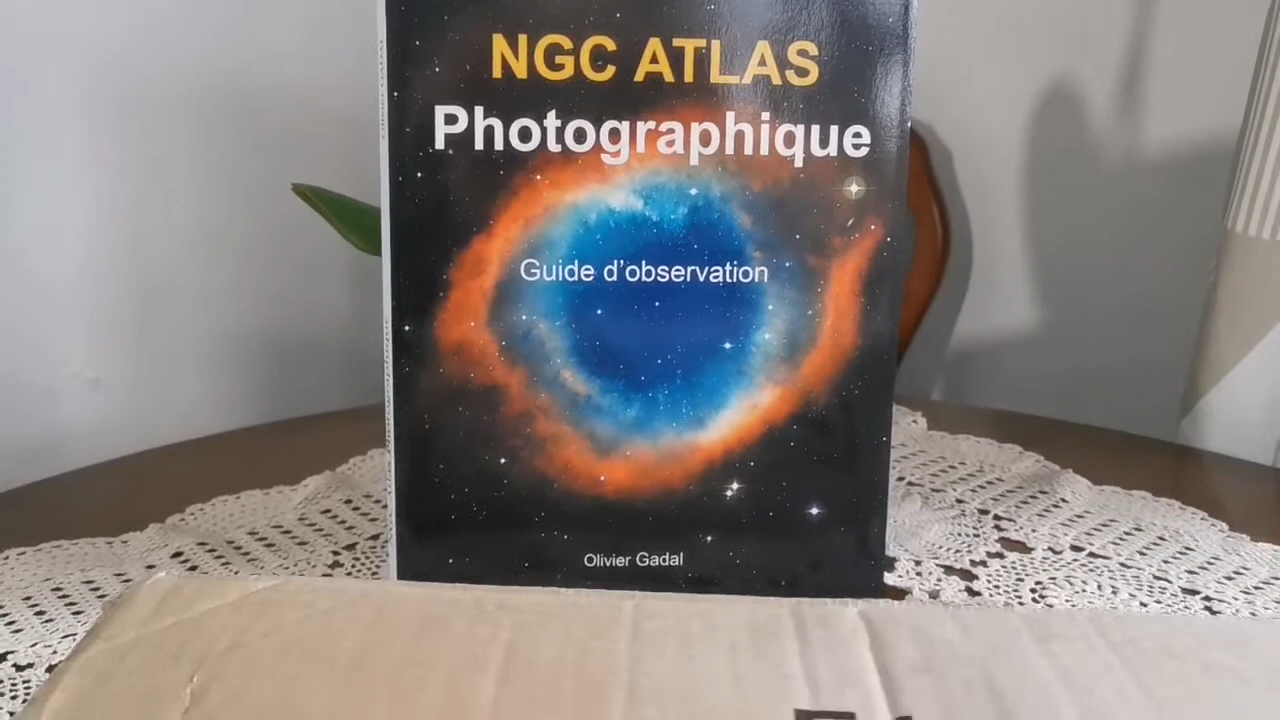 NGC ATLAS
Photographique
Guide d'observation
Olivier Gadal